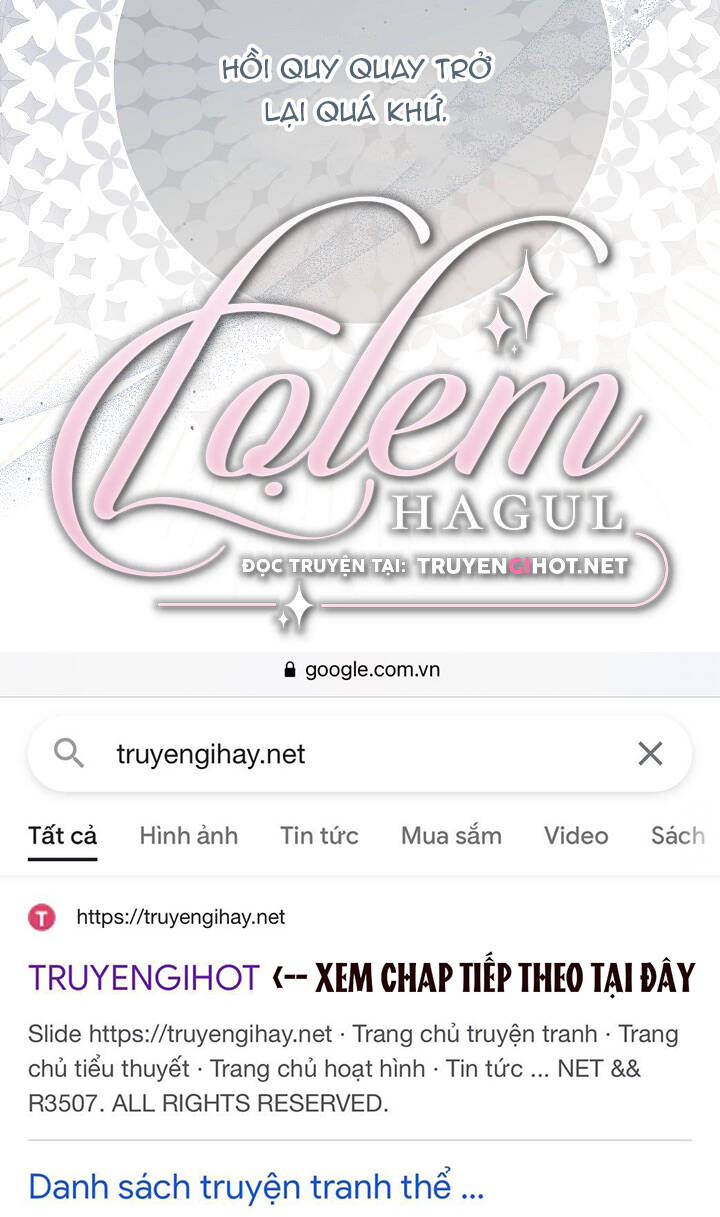 HỒI QUY QUAY TRỞ
LẠI QUÁ KHỨ.
Lọlem
HAGUL
ĐỌC TRUYỆN TẠI: TRUYENGIHOT.NET
google.com.vn
truyengihay.net
Tất cả Hình ảnh Tin tức Mua sắm Video Sách
T
https://truyengihay.net
TRUYENGIHOT <-- XEM CHAP TIẾP THEO TẠI ĐÂY
Slide https://truyengihay.net · Trang chủ truyện tranh · Trang
chủ tiểu thuyết · Trang chủ hoạt hình · Tin tức ... NET &&
R3507. ALL RIGHTS RESERVED.
Danh sách truyện tranh thể ...